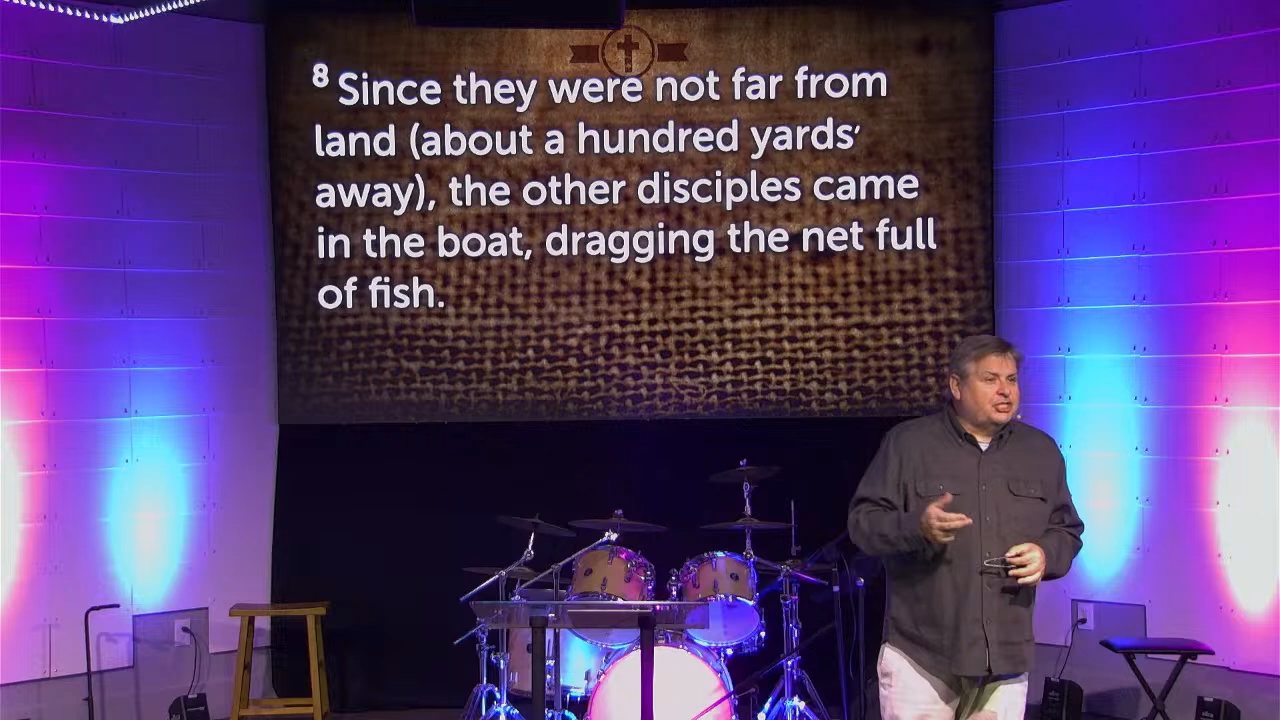 8 Since they were not far from
land (about a hundred yards’
away), the other disciples came
in the boat, dragging the net full
of fish.